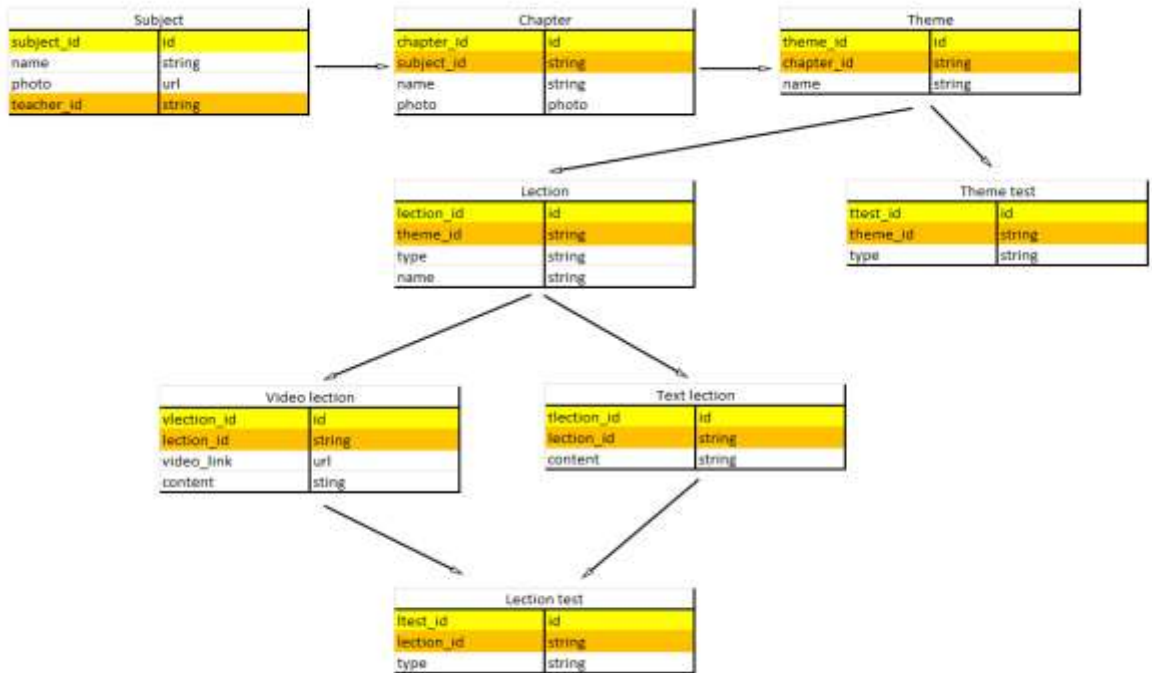 Subject
subject_id id
name string
photo url
teacher_id string
Chapter
chapter_id id
subject_id string
name string
photo photo
Theme
theme_id id
chapter_id string
name string
Lection
lection_id id
theme_id string
type string
name string
Theme test
ttest_id id
theme_id string
type string
Video lection
vlection_id id
lection_id string
video_link url
content sting
Text lection
tlection_id id
lection_id string
content string
Lection test
ltest_id id
lection_id string
type string